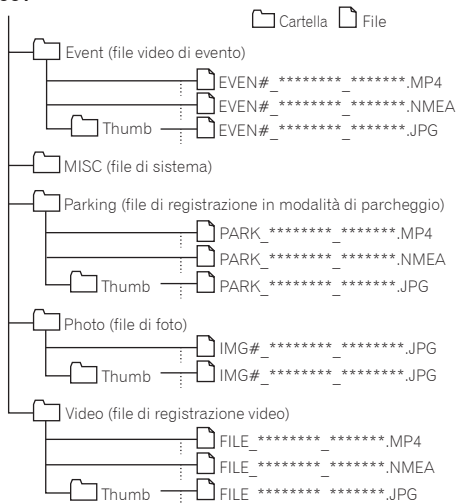 Cartella File
Event (file video di evento)
EVEN#_********_*******.MP4
EVEN#_********_*******.NMEA
Thumb EVEN#_********_*******.JPG
MISC (file di sistema)
Parking (file di registrazione in modalità di parcheggio)
PARK_********_*******.MP4
PARK_********_*******.NMEA
Thumb PARK_********_*******.JPG
Photo (file di foto)
IMG#_********_*******.JPG
Thumb IMG#_********_*******.JPG
Video (file di registrazione video)
FILE_********_*******.MP4
FILE_********_*******.NMEA
Thumb FILE_********_*******.JPG